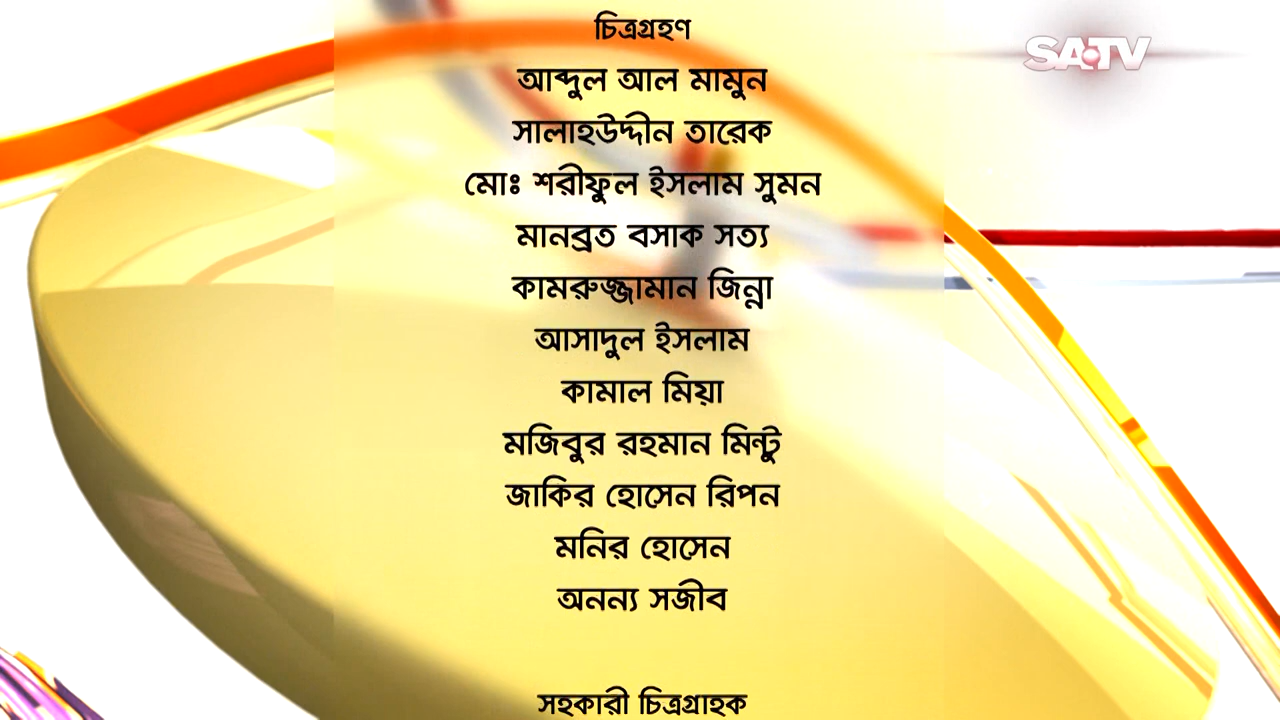 চিত্রগ্রহণ
SATV
আব্দুল আল মামুন
সালাহউদ্দীন তারেক
মোঃ শরীফুল ইসলাম সুমন
মানব্রত বসাক সত্য
কামরুজ্জামান জিন্না
আসাদুল ইসলাম
কামাল মিয়া
মজিবুর রহমান মিন্টু
জাকির হোসেন রিপন
মনির হোসেন
অনন্য সজীব
সহকারী চিত্রগ্রাহক